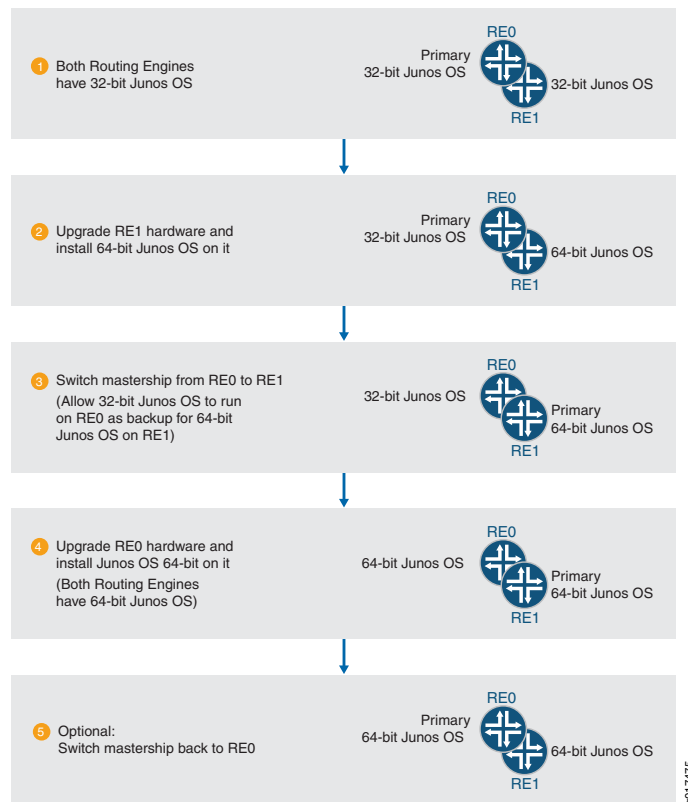 1 Both Routing Engines
have 32-bit Junos OS
RE0
Primary
32-bit Junos OS
32-bit Junos OS
RE1
2 Upgrade RE1 hardware and
install 64-bit Junos OS on it
RE0
Primary
32-bit Junos OS
64-bit Junos OS
RE1
3 Switch mastership from RE0 to RE1
(Allow 32-bit Junos OS to run
on RE0 as backup for 64-bit
Junos OS on RE1)
RE0
32-bit Junos OS
Primary
64-bit Junos OS
RE1
4 Upgrade RE0 hardware and
install Junos OS 64-bit on it
(Both Routing Engines
have 64-bit Junos OS)
RE0
64-bit Junos OS
Primary
64-bit Junos OS
RE1
5 Optional:
Switch mastership back to RE0
RE0
Primary
64-bit Junos OS
64-bit Junos OS
RE1